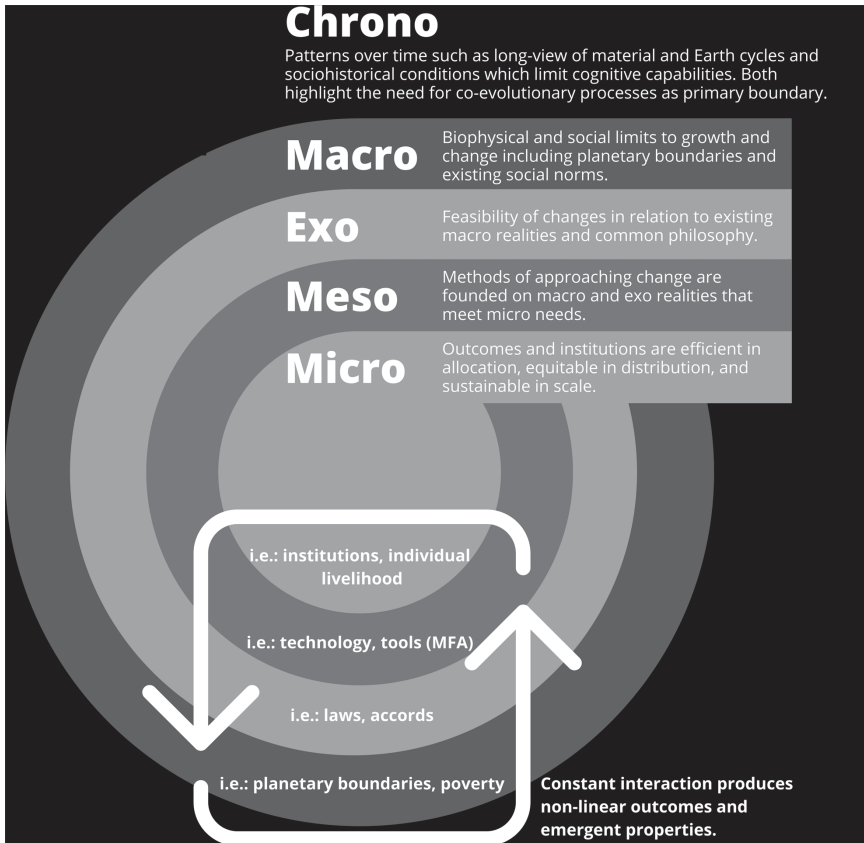 Chrono
Patterns over time such as long-view of material and Earth cycles and
sociohistorical conditions which limit cognitive capabilities. Both
highlight the need for co-evolutionary processes as primary boundary.
Macro
Biophysical and social limits to growth and
change including planetary boundaries and
existing social norms.
Exo
Feasibility of changes in relation to existing
macro realities and common philosophy.
Meso
Methods of approaching change are
founded on macro and exo realities that
meet micro needs.
Micro
Outcomes and institutions are efficient in
allocation, equitable in distribution, and
sustainable in scale.
i.e.: institutions, individual
livelihood
i.e.: technology, tools (MFA)
i.e.: laws, accords
i.e.: planetary boundaries, poverty
Constant interaction produces
non-linear outcomes and
emergent properties.